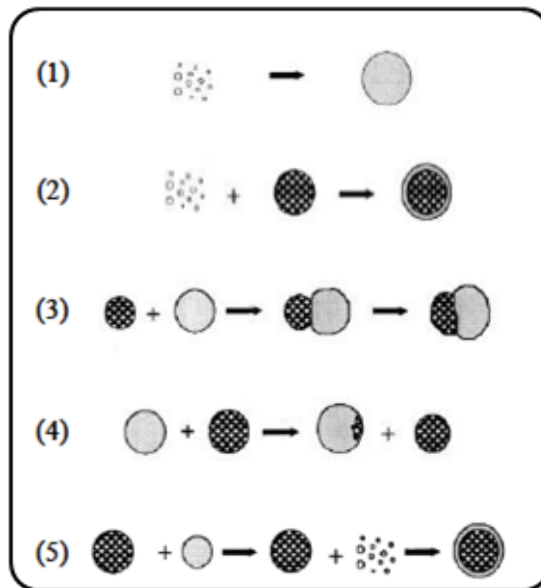 (1)
(2) +
(3) +
(4) + +
(5) + +